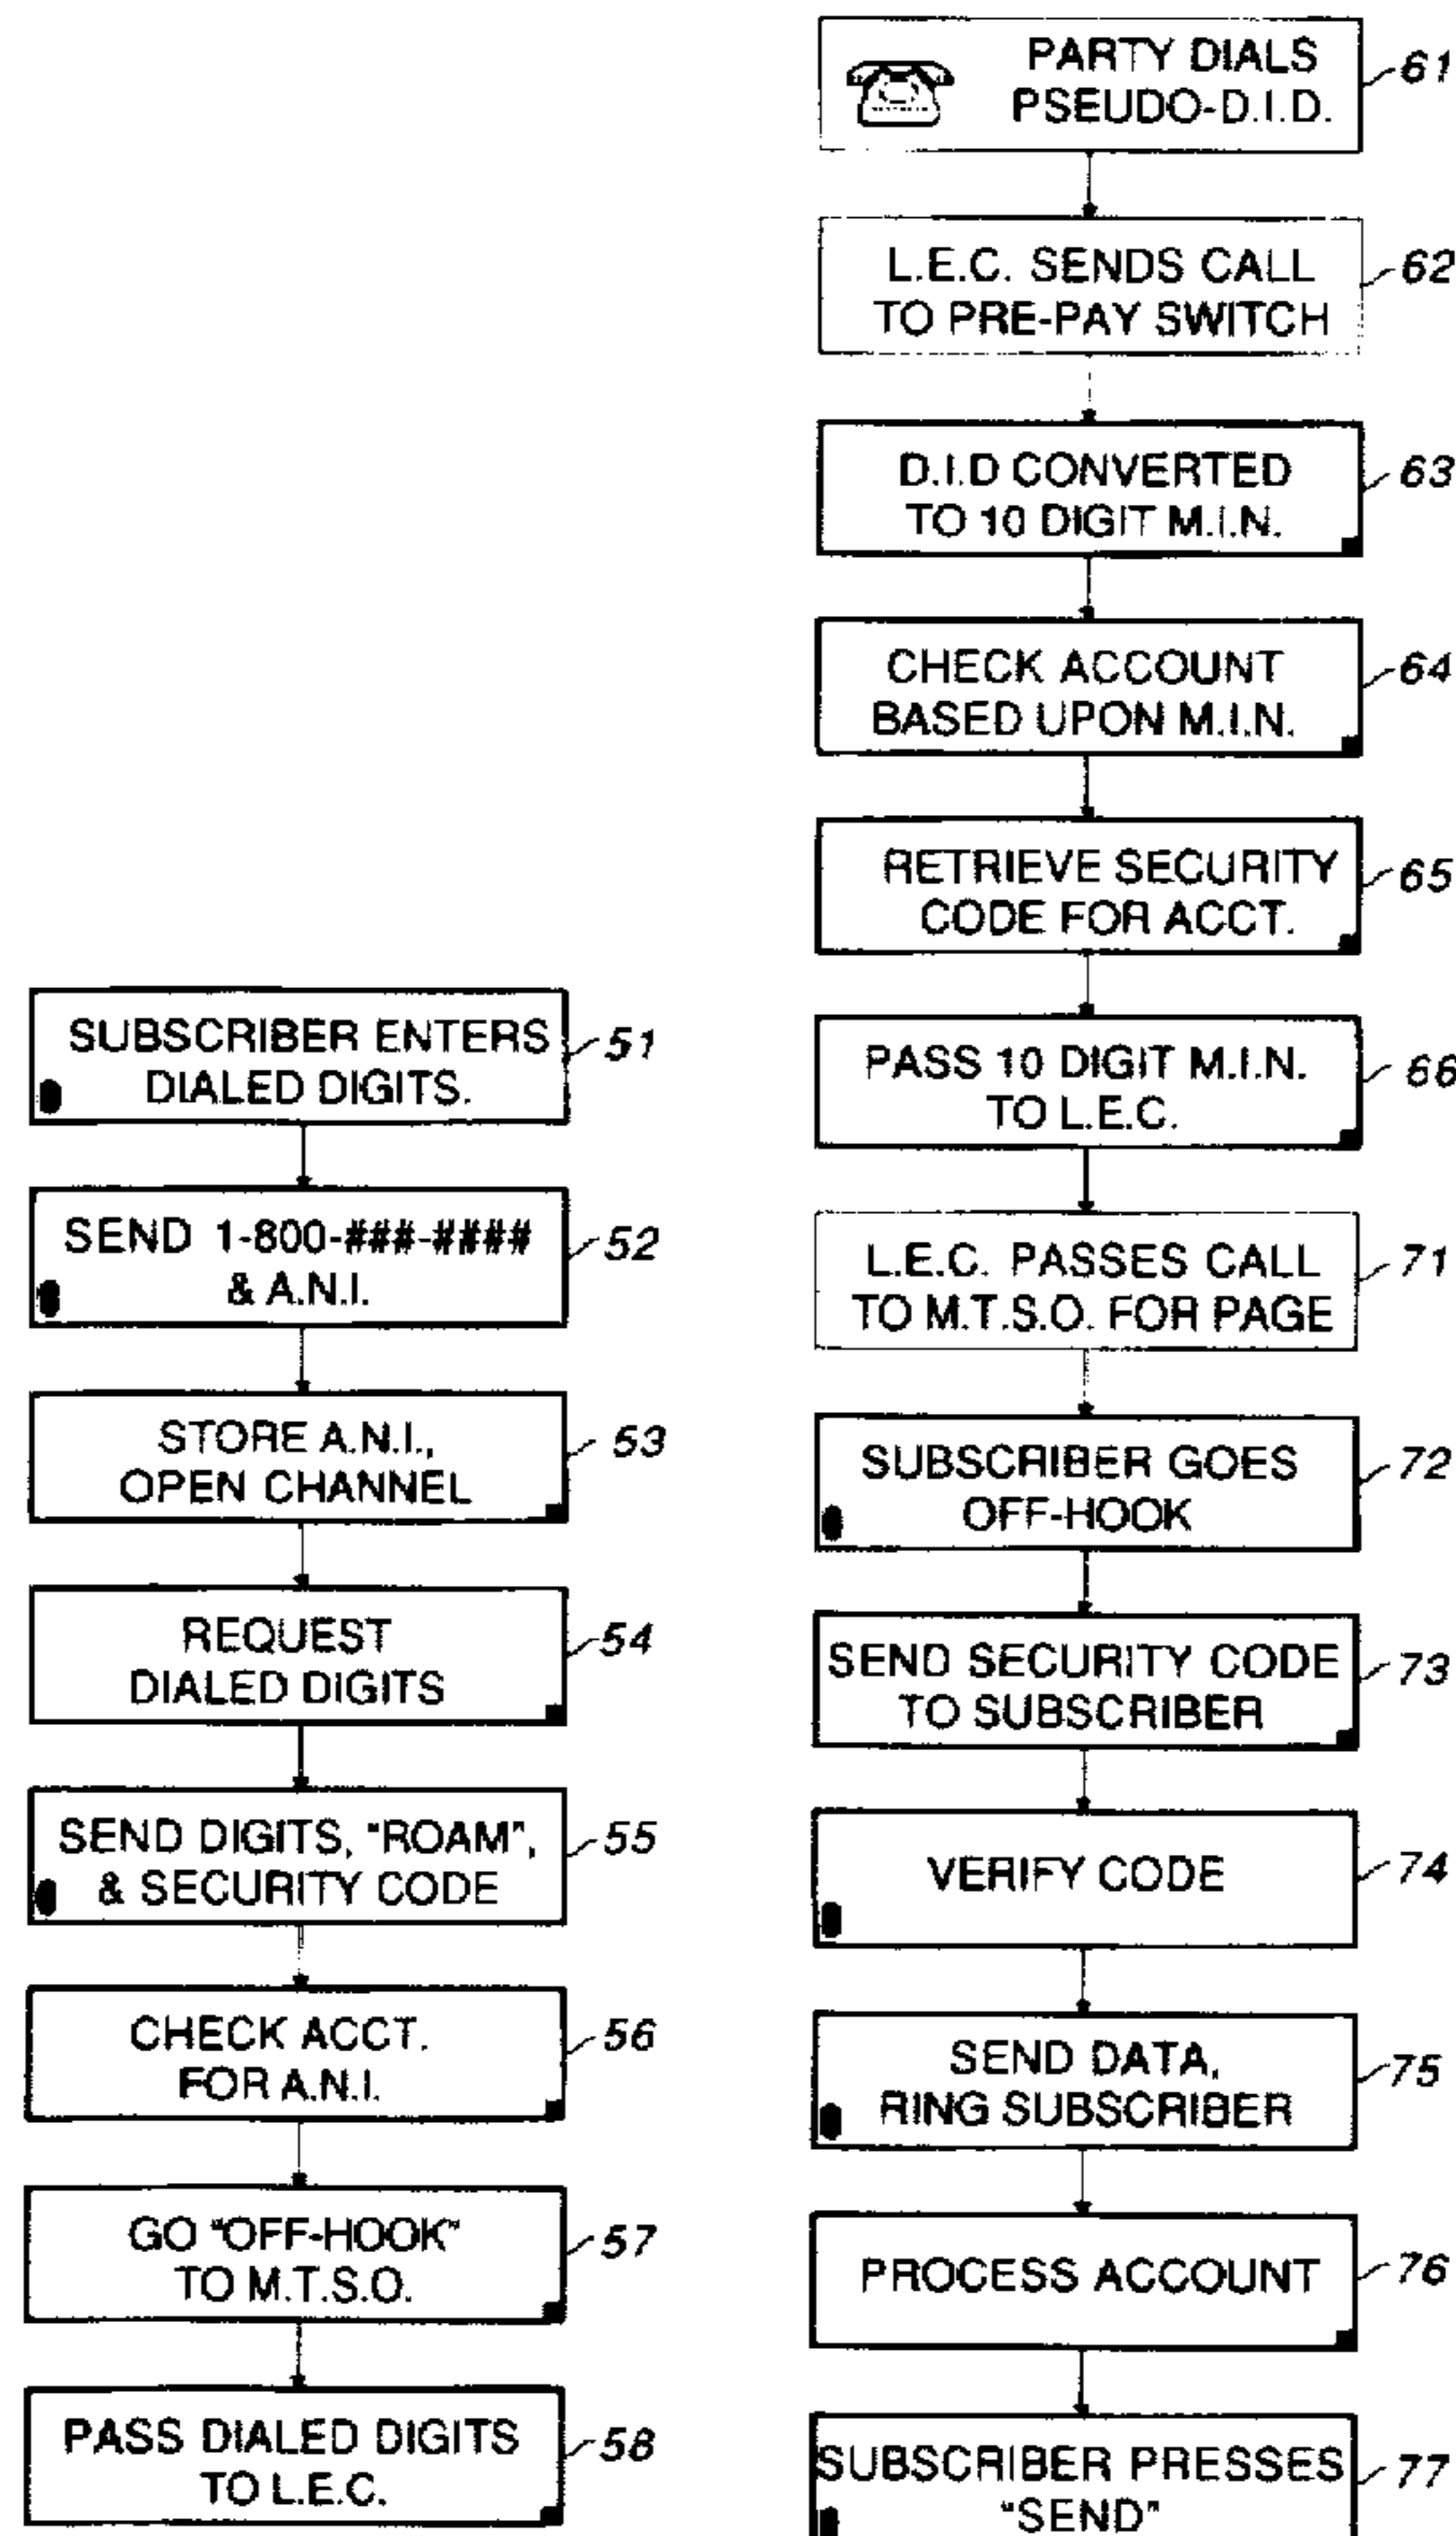 PARTY DIALS
PSEUDO-D.I.D.
61
L.E.C. SENDS CALL
TO PRE-PAY SWITCH
62
D.I.D CONVERTED
TO 10 DIGIT M.I.N.
63
CHECK ACCOUNT
BASED UPON M.I.N.
64
RETRIEVE SECURITY
CODE FOR ACCT.
65
PASS 10 DIGIT M.I.N.
TO L.E.C.
66
L.E.C. PASSES CALL
TO M.T.S.O. FOR PAGE
71
SUBSCRIBER GOES
OFF-HOOK
72
SEND SECURITY CODE
TO SUBSCRIBER
73
VERIFY CODE
74
SEND DATA,
RING SUBSCRIBER
75
PROCESS ACCOUNT
76
SUBSCRIBER PRESSES
"SEND"
77
SUBSCRIBER ENTERS
DIALED DIGITS.
51
SEND 1-800-###-####
& A.N.I.
52
STORE A.N.I.,
OPEN CHANNEL
53
REQUEST
DIALED DIGITS
54
SEND DIGITS, "ROAM",
& SECURITY CODE
55
CHECK ACCT.
FOR A.N.I.
56
GO "OFF-HOOK"
TO M.T.S.O.
57
PASS DIALED DIGITS
TO L.E.C.
58